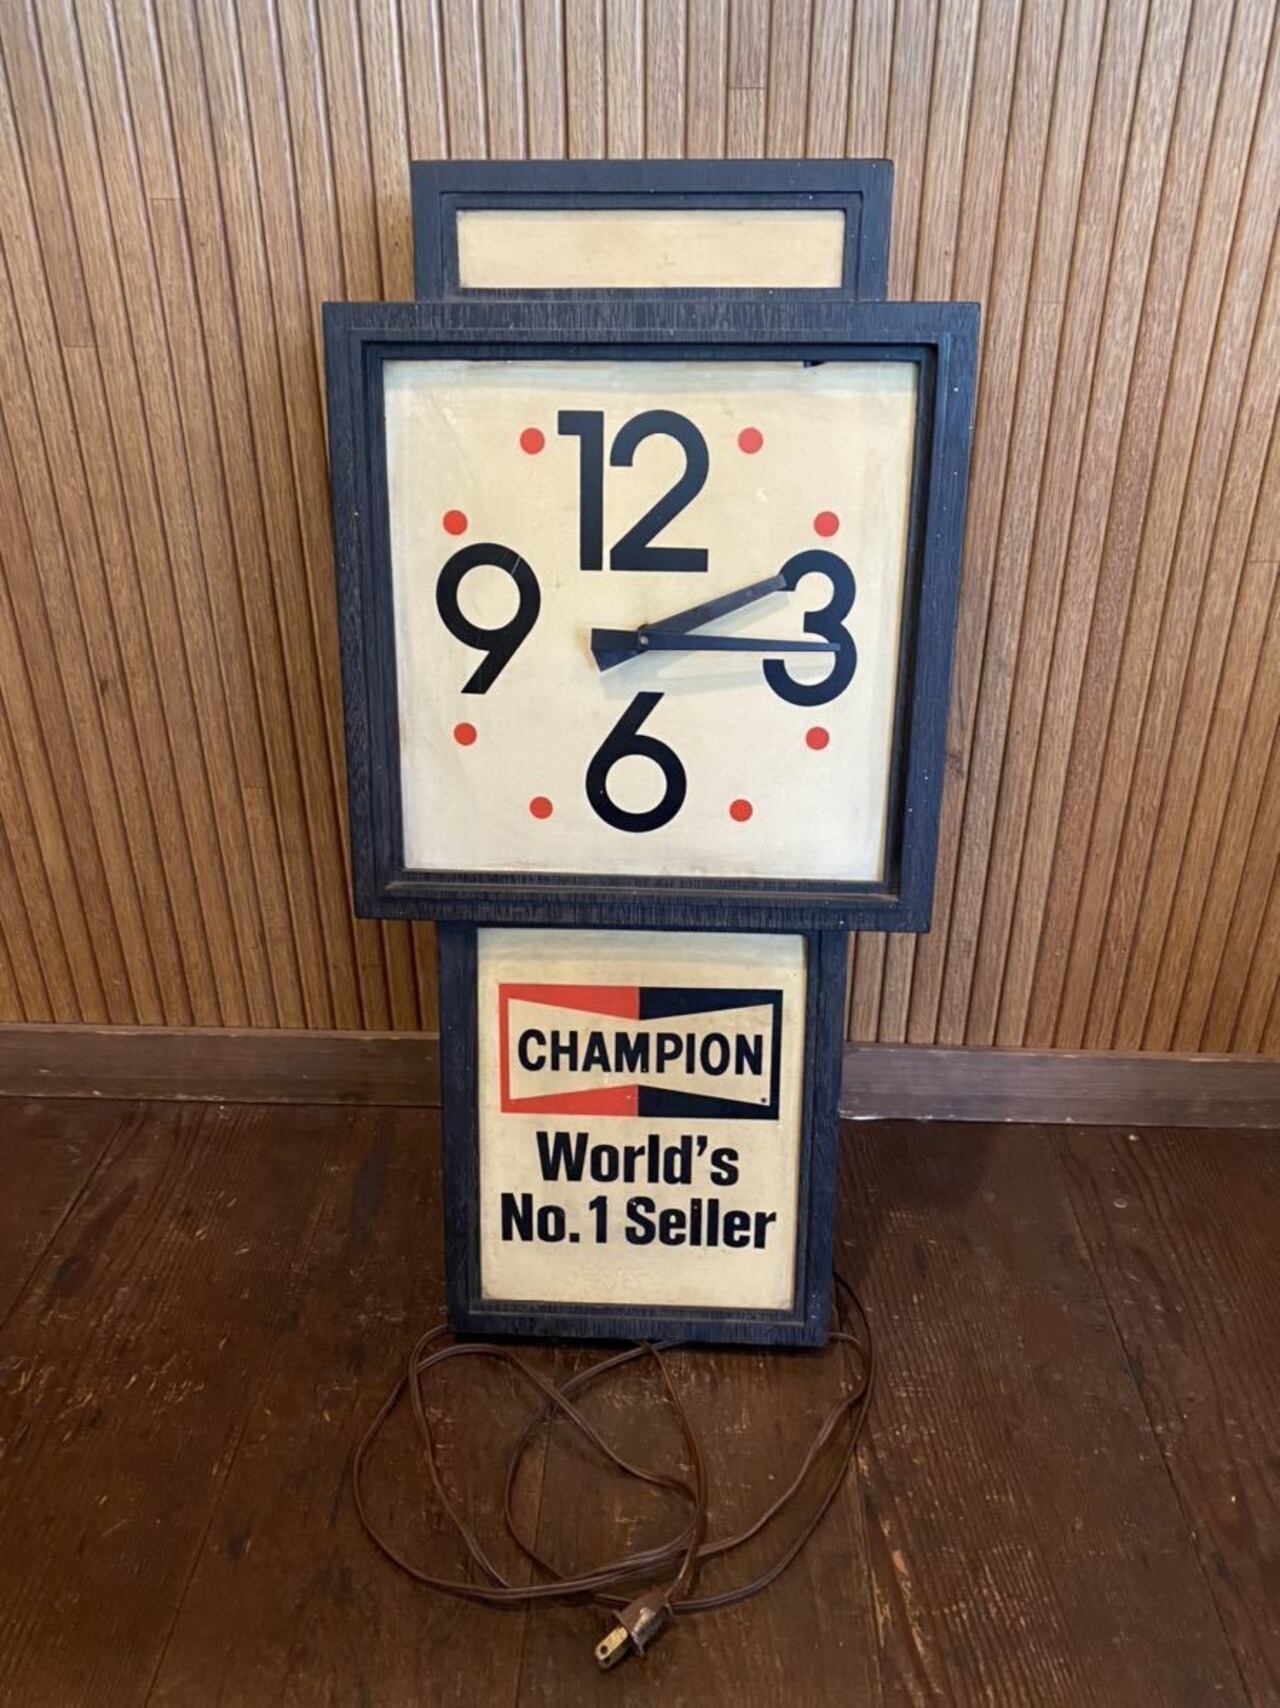 12
9
3
6
CHAMPION
World's
No.1 Seller